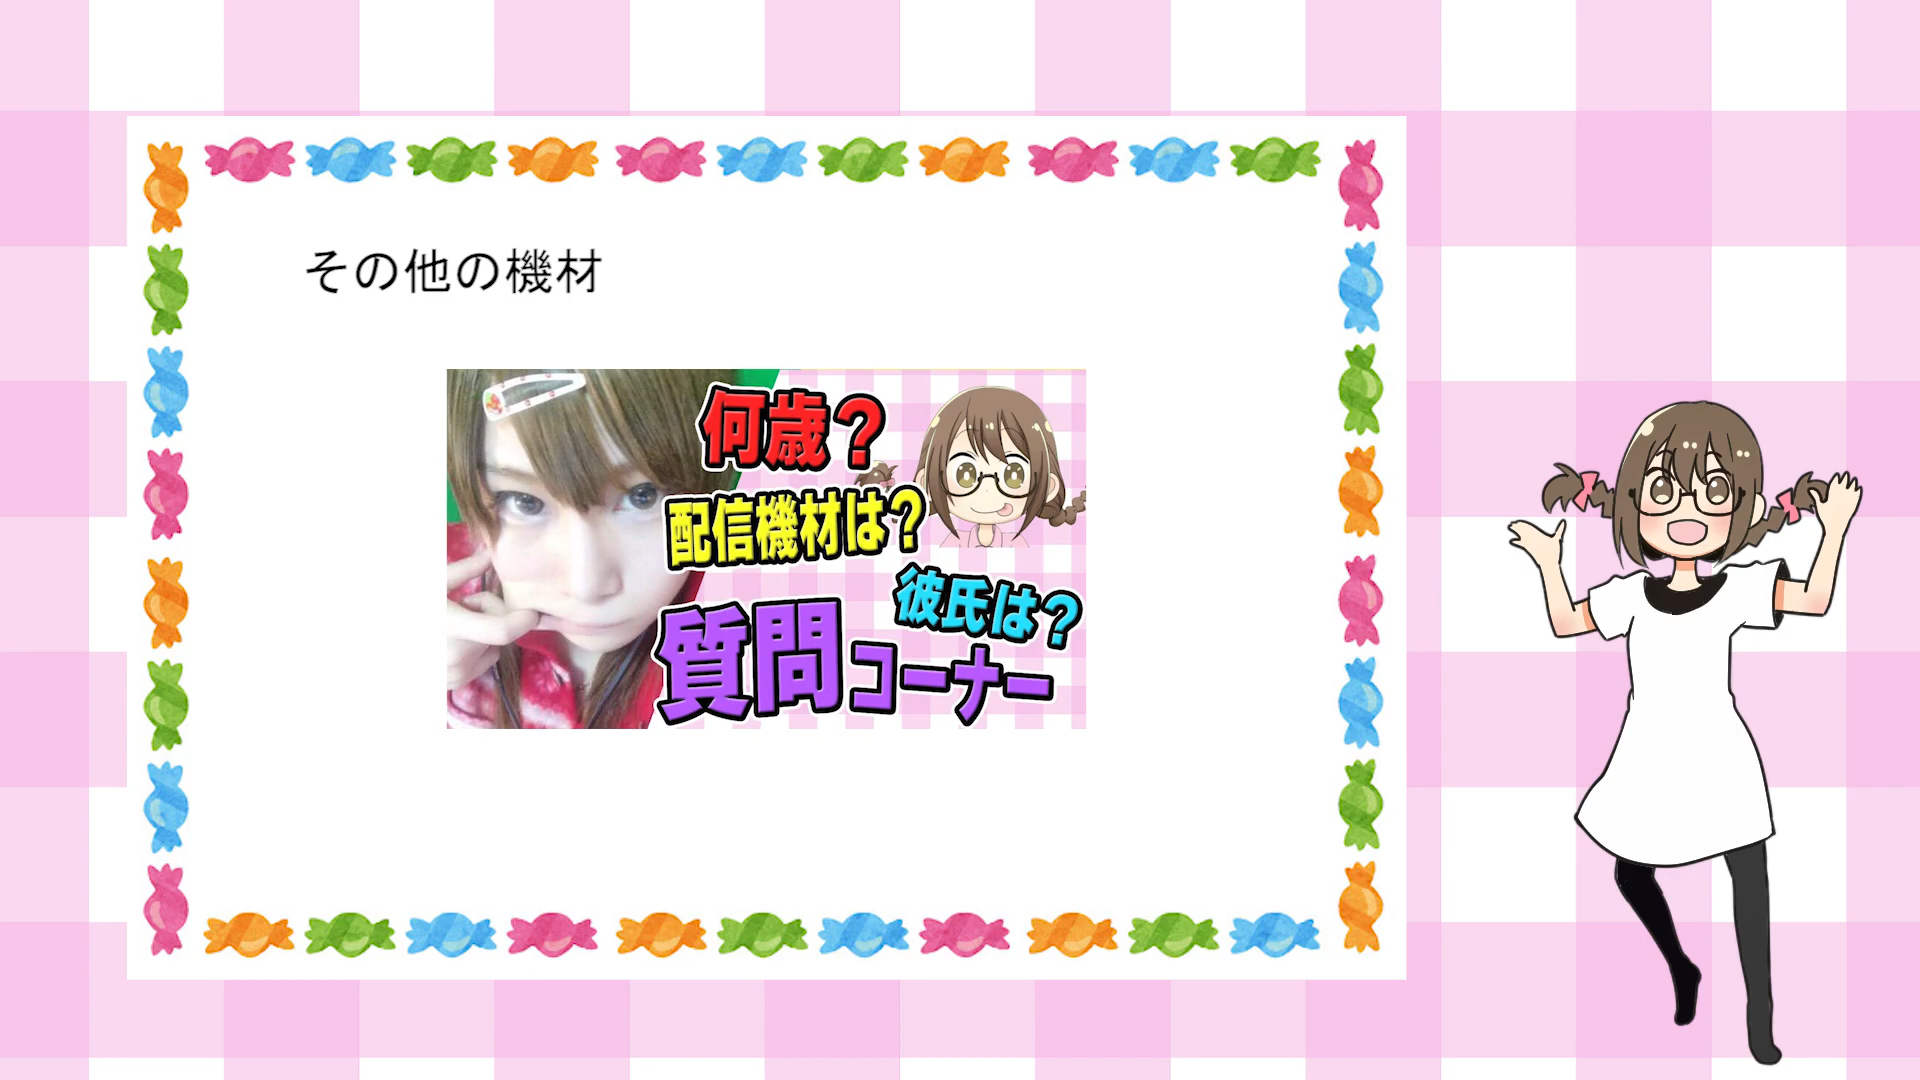 その他の機材
何歳？
配信機材は？
彼氏は？
質問コーナー